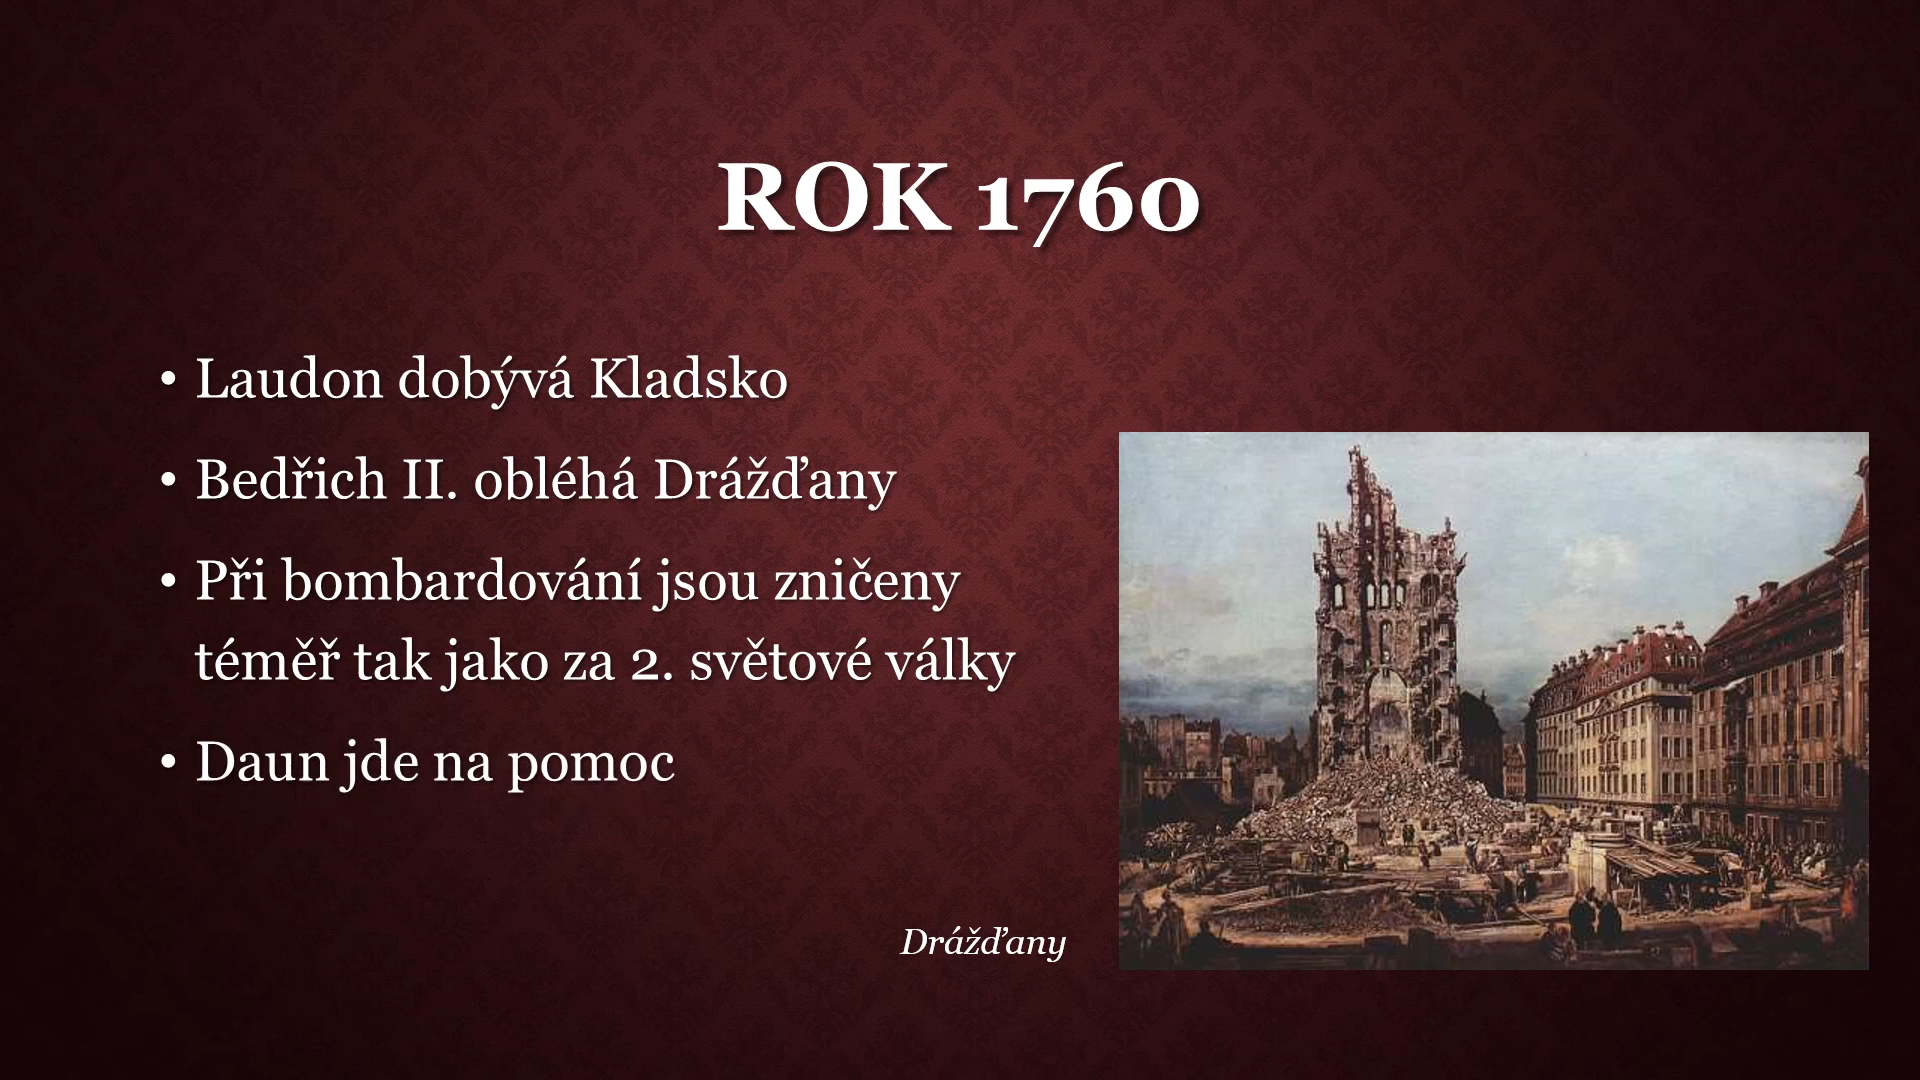 ROK 1760
• Laudon dobývá Kladsko
• Bedřich II. obléhá Drážďany
• Při bombardování jsou zničeny
téměř tak jako za 2. světové války
• Daun jde na pomoc
Drážďany